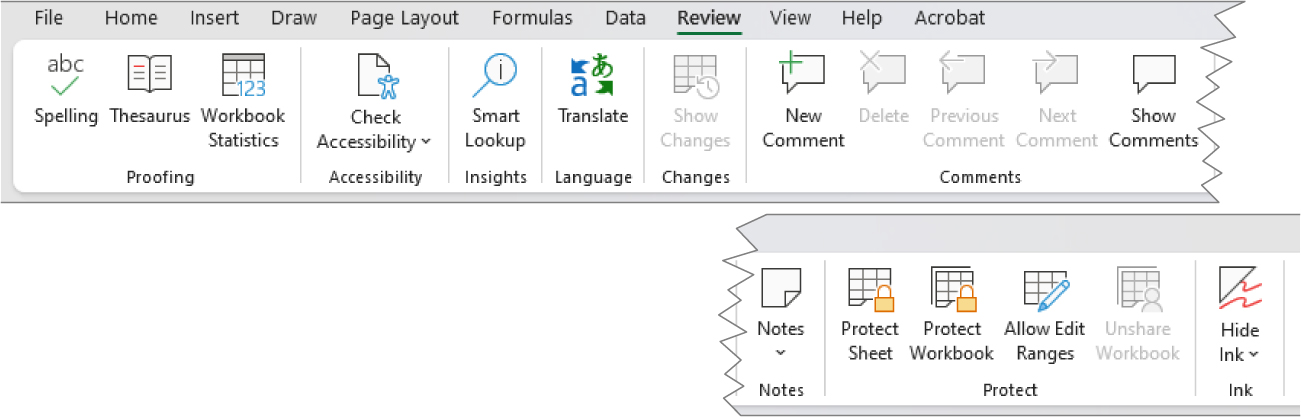 File Home Insert Draw Page Layout Formulas Data Review View Help Acrobat
abc
Spelling
Thesaurus
123
Workbook
Statistics
Proofing
Check
Accessibility
Accessibility
Smart
Lookup
Insights
a あ
Translate
Language
Show
Changes
Changes
New
Comment
Delete
Previous
Comment
Next
Comment
Show
Comments
Comments
Notes
Notes
Protect
Sheet
Protect
Workbook
Allow Edit
Ranges
Unshare
Workbook
Protect
Hide
Ink
Ink